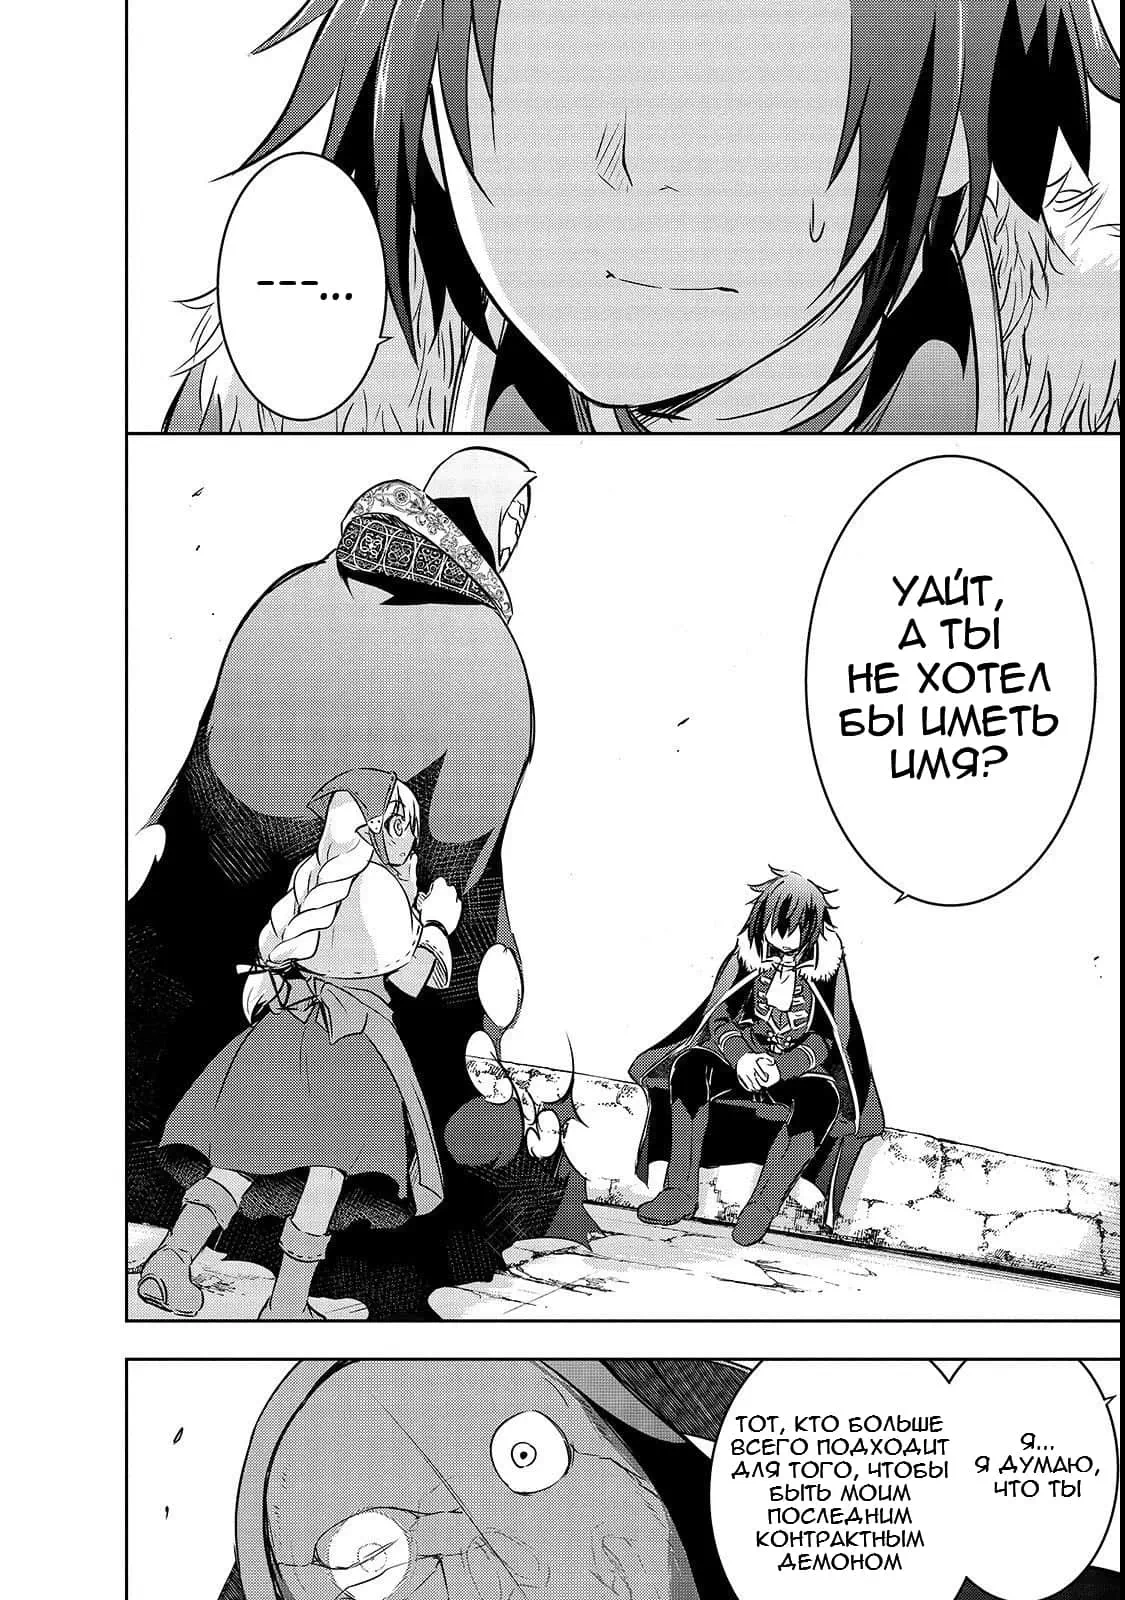 ---...
УАЙТ,
А ТЫ
НЕ ХОТЕЛ
БЫ ИМЕТЬ
ИМЯ?
Я...
Я ДУМАЮ,
ЧТО ТЫ
ТОТ, КТО БОЛЬШЕ
ВСЕГО ПОДХОДИТ
ДЛЯ ТОГО, ЧТОБЫ
БЫТЬ МОИМ
ПОСЛЕДНИМ
КОНТРАКТНЫМ
ДЕМОНОМ